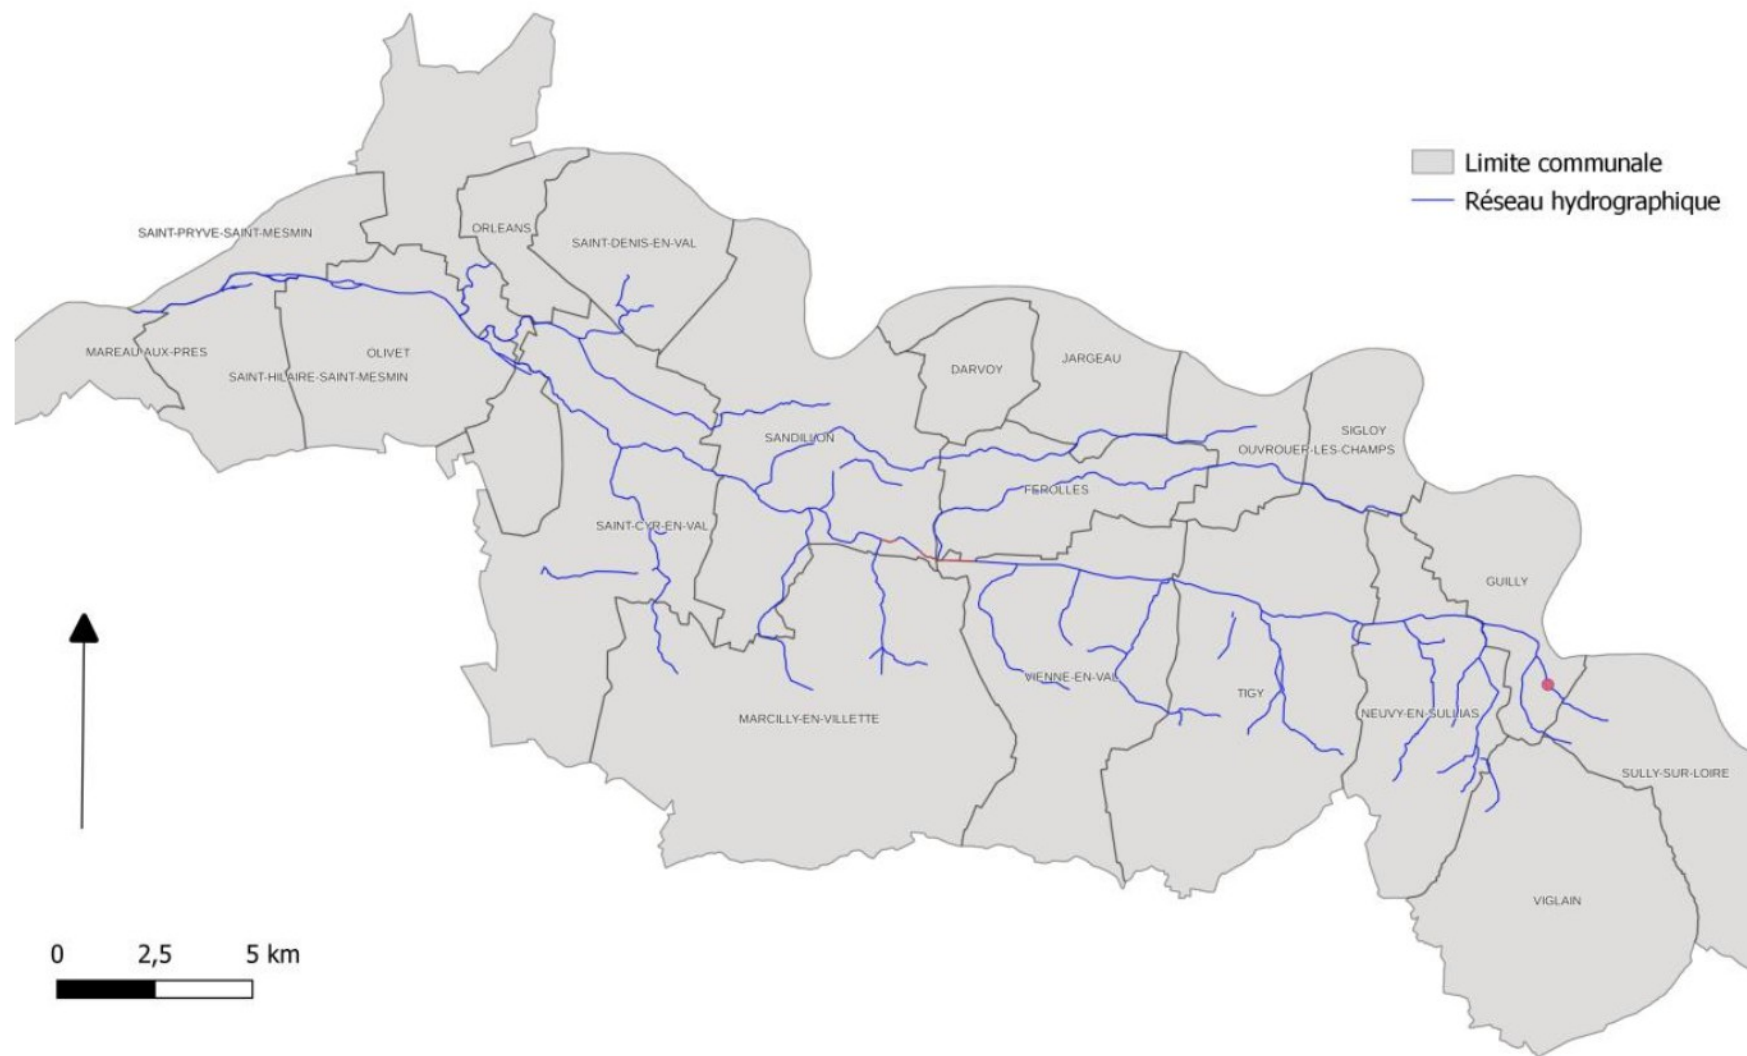 Limite communale
Réseau hydrographique
SAINT-PRYVE-SAINT-MESMIN
ORLEANS
SAINT-DENIS-EN-VAL
MAREAU-AUX-PRES
OLIVET
SAINT-HILAIRE-SAINT-MESMIN
DARVOY
JARGEAU
SANDILLON
SIGLOY
OUVROUER-LES-CHAMPS
FEROLLES
SAINT-CYR-EN-VAL
GUILLY
VIENNE-EN-VAL
TIGY
MARCILLY-EN-VILLETTE
NEUVY-EN-SULLIAS
SULLY-SUR-LOIRE
VIGLAIN
0 2,5 5 km